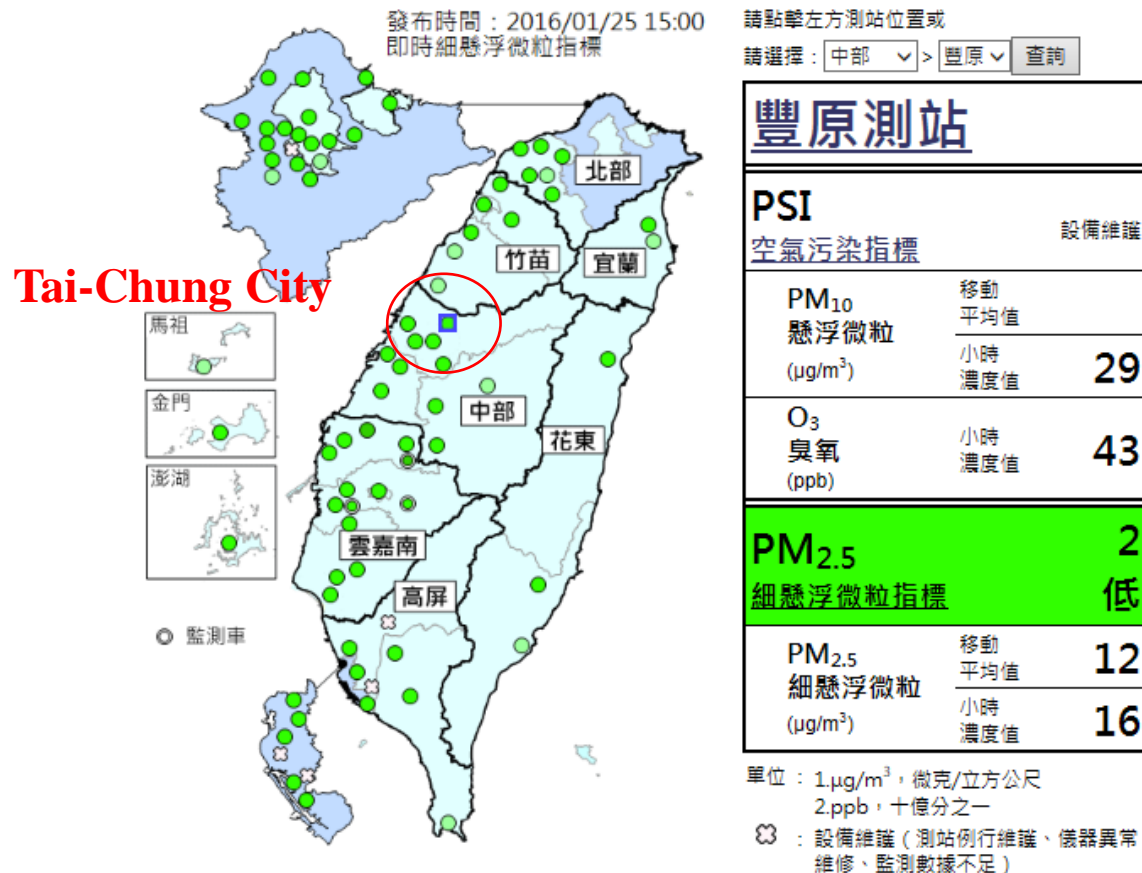 發布時間：2016/01/25 15:00
即時細懸浮微粒指標
北部
竹苗
宜蘭
Tai-Chung City
馬祖
金門
中部
花東
澎湖
雲嘉南
高屏
◎ 監測車
請點擊左方測站位置或
請選擇：中部 > 豐原 查詢
豐原測站
PSI
空氣污染指標
設備維護
PM10
懸浮微粒
(μg/m³)
移動
平均值
小時
濃度值
29
O3
臭氧
(ppb)
小時
濃度值
43
PM2.5
細懸浮微粒指標
2
低
PM2.5
細懸浮微粒
(μg/m³)
移動
平均值
12
小時
濃度值
16
單位：1.μg/m³，微克/立方公尺
2.ppb，十億分之一
：設備維護（測站例行維護、儀器異常
維修、監測數據不足）